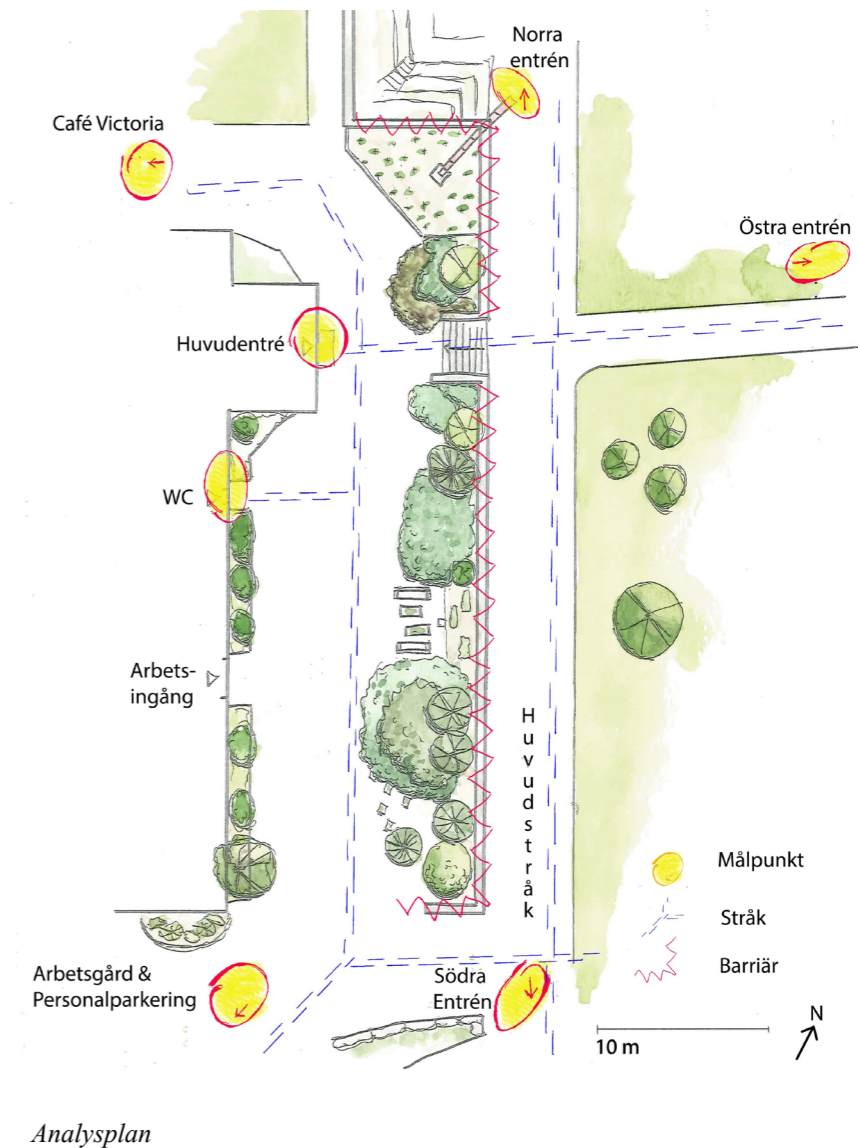 Norra
entrén
Café Victoria
Östra entrén
Huvudentré
WC
Arbets-
ingång
Huvudstråk
Målpunkt
Stråk
Barriär
Arbetsgård &
Personalparkering
Södra
Entrén
N
10 m
Analysplan